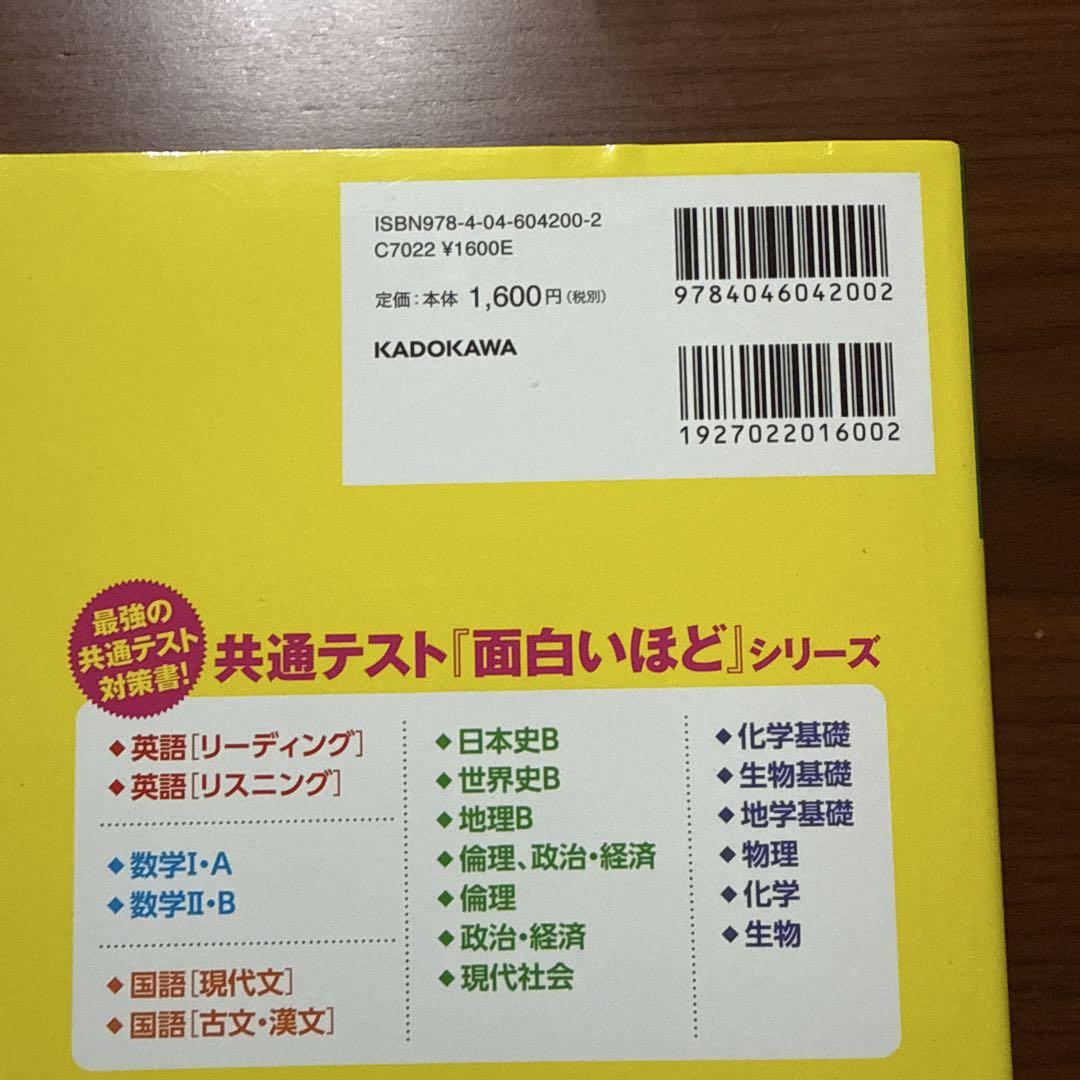 ISBN978-4-04-604200-2
C7022 ¥1600E
定価：本体 1,600円（税別）
KADOKAWA
9784046042002
1927022016002
最強の
共通テスト
対策書！
共通テスト『面白いほど』シリーズ
◆英語［リーディング］
◆英語［リスニング］
◆数学Ⅰ・A
◆数学Ⅱ・B
◆国語［現代文］
◆国語［古文・漢文］
◆日本史B
◆世界史B
◆地理B
◆倫理、政治・経済
◆倫理
◆政治・経済
◆現代社会
◆化学基礎
◆生物基礎
◆地学基礎
◆物理
◆化学
◆生物